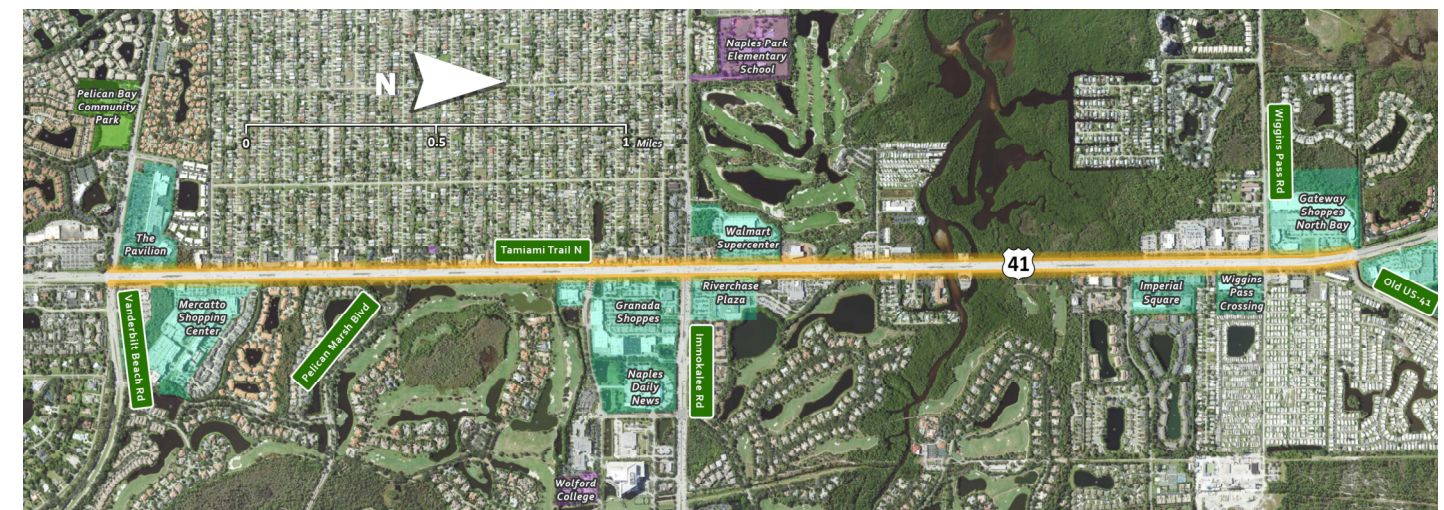 Naples Park
Elementary
School
N
Pelican Bay
Community
Park
0
0.5
1
Miles
Wiggins Pass Rd
Gateway
Shoppes
North Bay
The
Pavilion
Tamiami Trail N
Walmart
Supercenter
41
Old US-41
Vanderbilt Beach Rd
Mercatto
Shopping
Center
Pelican Marsh Blvd
Granada
Shoppes
Riverchase
Plaza
Imperial
Square
Wiggins
Pass
Crossing
Immokalee Rd
Naples
Daily
News
Wolford
College